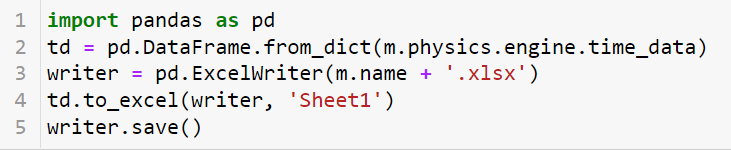 1 import pandas as pd
2 td = pd.DataFrame.from_dict(m.physics.engine.time_data)
3 writer = pd.ExcelWriter(m.name + '.xlsx')
4 td.to_excel(writer, 'Sheet1')
5 writer.save()